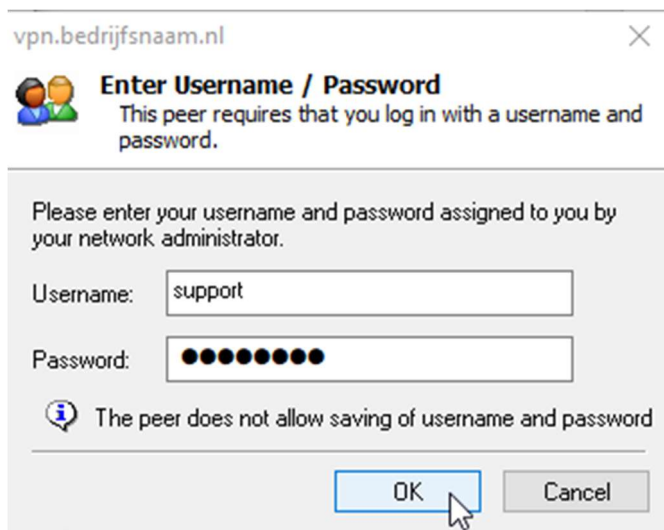 vpn.bedrijfsnaam.nl
Enter Username / Password
This peer requires that you log in with a username and
password.
Please enter your username and password assigned to you by
your network administrator.
Username: support
Password: ●●●●●●●●
The peer does not allow saving of username and password
OK Cancel